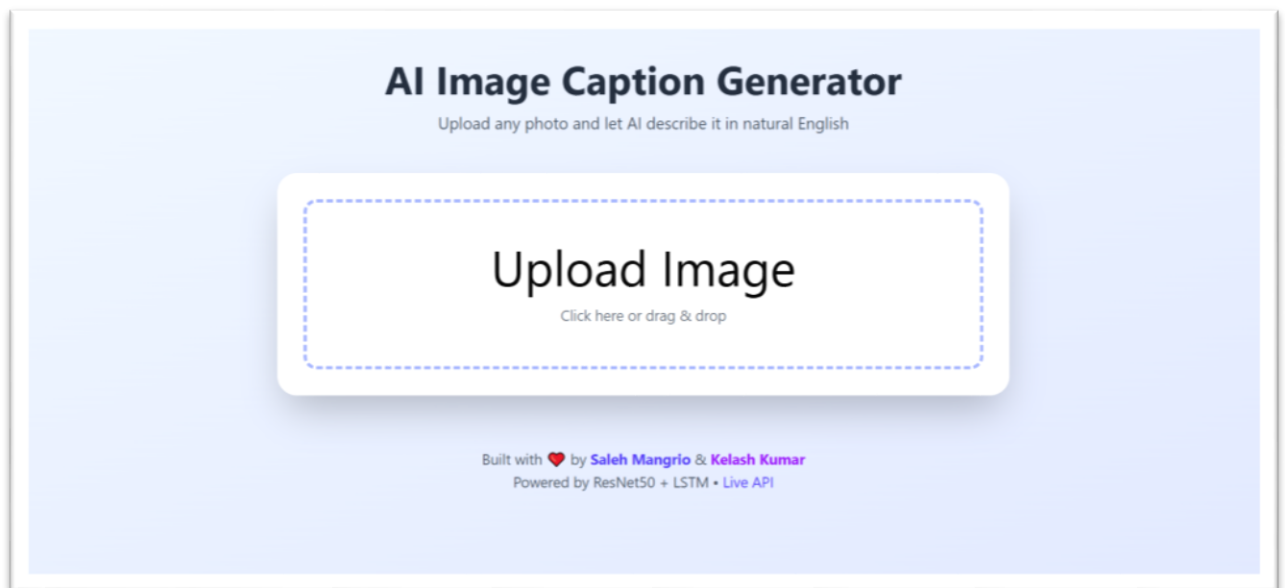 AI Image Caption Generator
Upload any photo and let AI describe it in natural English
Upload Image
Click here or drag & drop
Built with ❤️ by Saleh Mangrio & Kelash Kumar
Powered by ResNet50 + LSTM • Live API